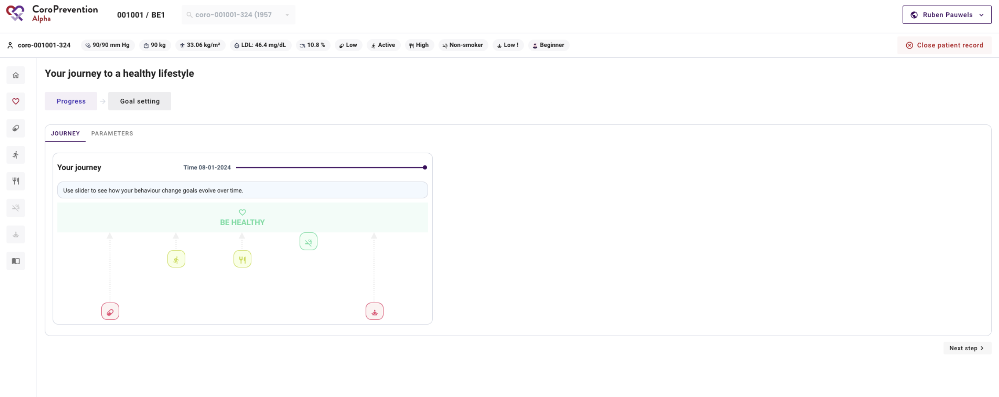 CoroPrevention
Alpha
001001 / BE1
coro-001001-324 (1957
Ruben Pauwels
coro-001001-324
90/90 mm Hg
90 kg
33.06 kg/m²
LDL: 46.4 mg/dL
10.8 %
Low
Active
High
Non-smoker
Low !
Beginner
Close patient record
Your journey to a healthy lifestyle
Progress
Goal setting
JOURNEY
PARAMETERS
Your journey
Time 08-01-2024
Use slider to see how your behaviour change goals evolve over time.
BE HEALTHY
Next step